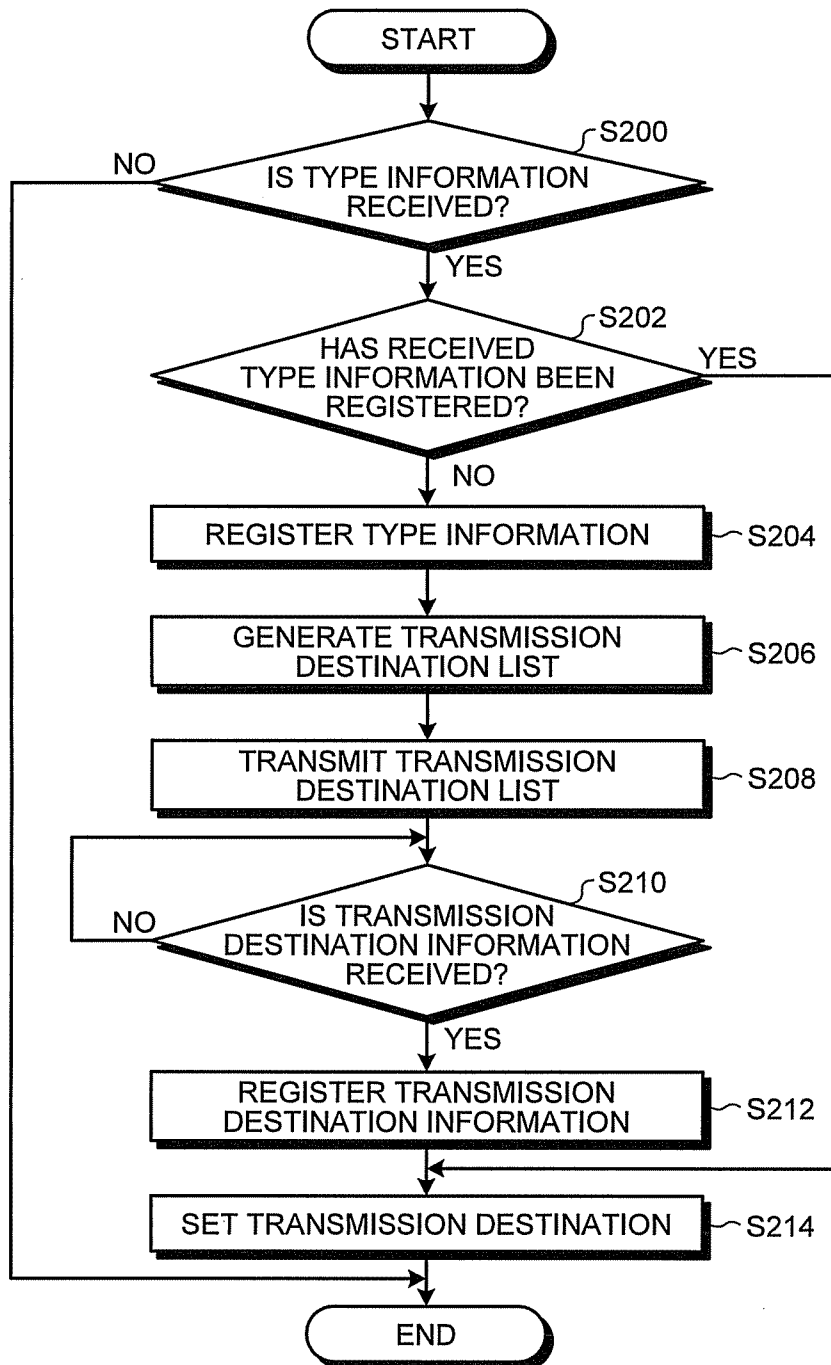 START
S200
NO
IS TYPE INFORMATION
RECEIVED?
YES
S202
HAS RECEIVED
TYPE INFORMATION BEEN
REGISTERED?
YES
NO
REGISTER TYPE INFORMATION
S204
GENERATE TRANSMISSION
DESTINATION LIST
S206
TRANSMIT TRANSMISSION
DESTINATION LIST
S208
S210
NO
IS TRANSMISSION
DESTINATION INFORMATION
RECEIVED?
YES
REGISTER TRANSMISSION
DESTINATION INFORMATION
S212
SET TRANSMISSION DESTINATION
S214
END